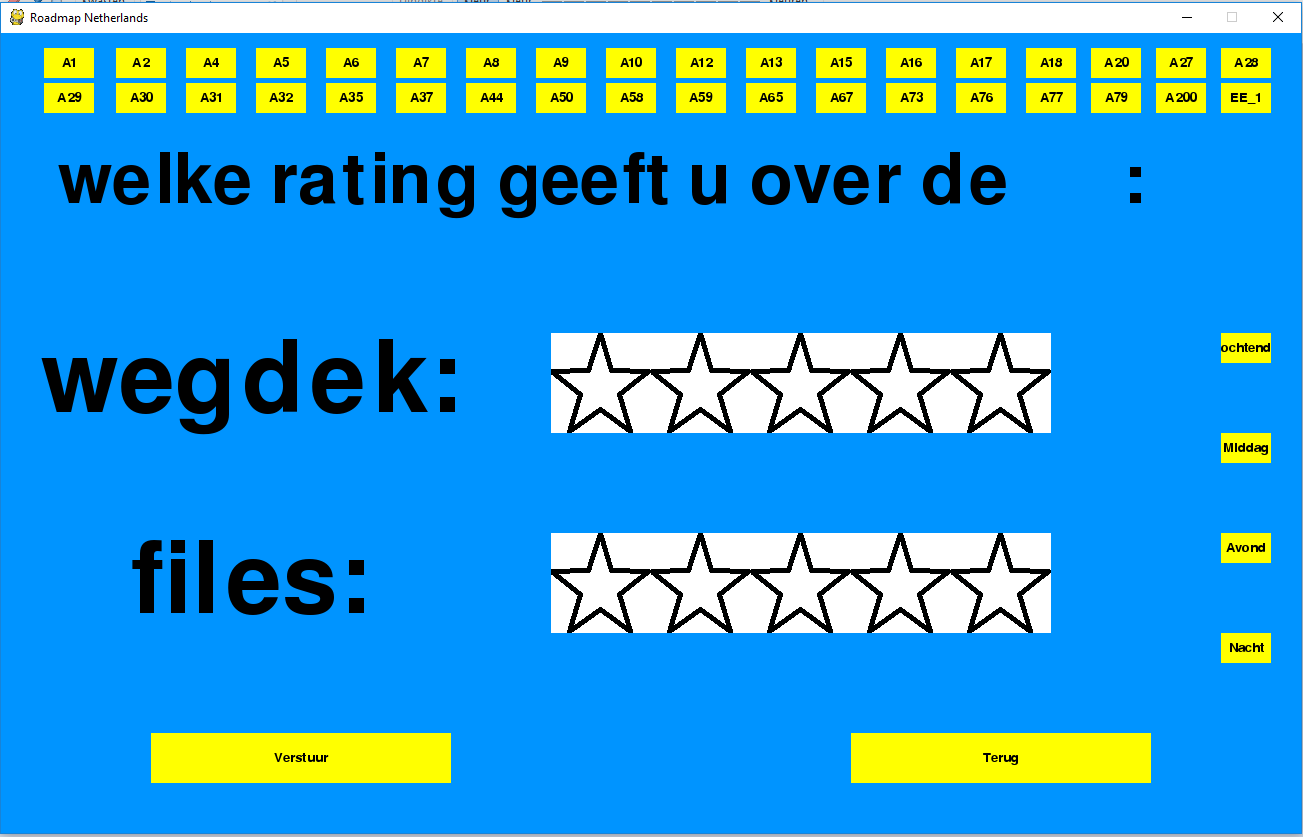 Roadmap Netherlands
A1 A2 A4 A5 A6 A7 A8 A9 A10 A12 A13 A15 A16 A17 A18 A20 A27 A28
A29 A30 A31 A32 A35 A37 A44 A50 A58 A59 A65 A67 A73 A76 A77 A79 A200 EE_1
welke rating geeft u over de :
wegdek:
ochtend
Middag
files:
Avond
Nacht
Verstuur Terug